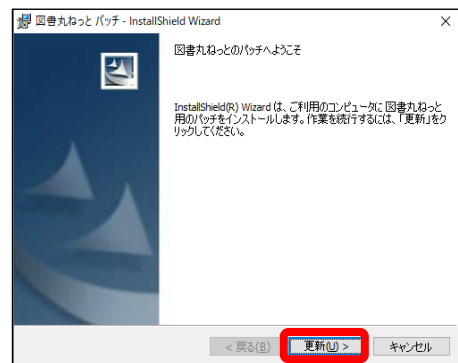 図書丸ねっと パッチ - InstallShield Wizard
図書丸ねっとのパッチへようこそ
InstallShield(R) Wizard は、ご利用のコンピュータに 図書丸ねっと
用のパッチをインストールします。作業を続行するには、「更新」をク
リックしてください。
< 戻る(B)
更新(U) >
キャンセル